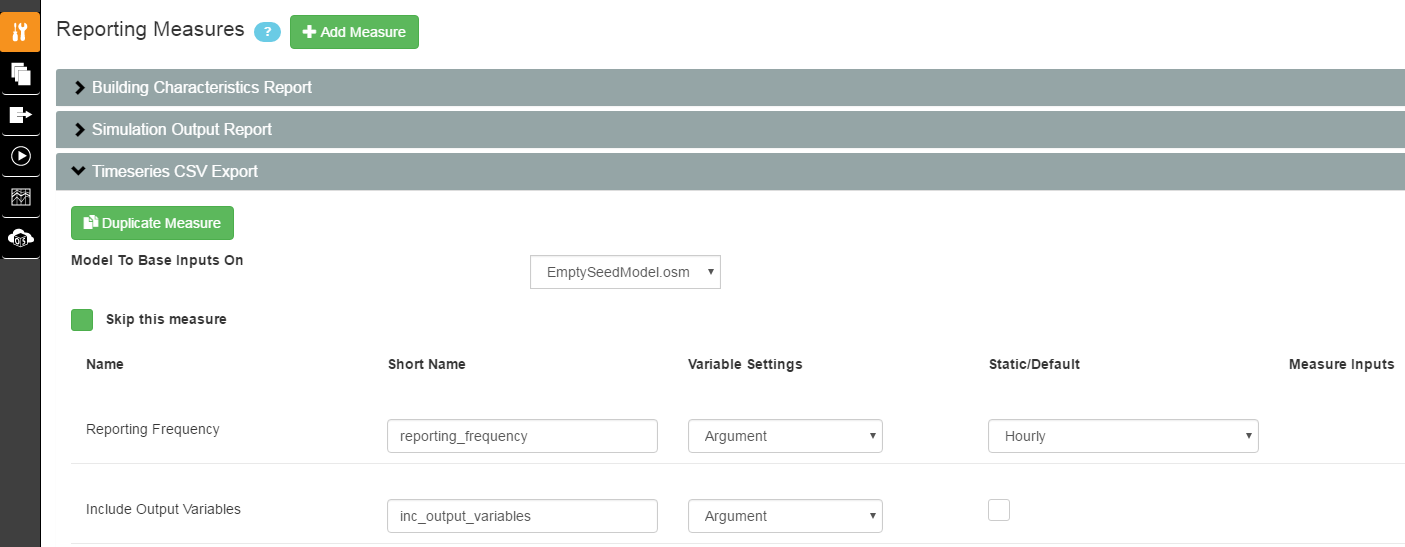 Reporting Measures ? Add Measure
Building Characteristics Report
Simulation Output Report
Timeseries CSV Export
Duplicate Measure
Model To Base Inputs On EmptySeedModel.osm
Skip this measure
Name Short Name Variable Settings Static/Default Measure Inputs
Reporting Frequency reporting_frequency Argument Hourly
Include Output Variables inc_output_variables Argument